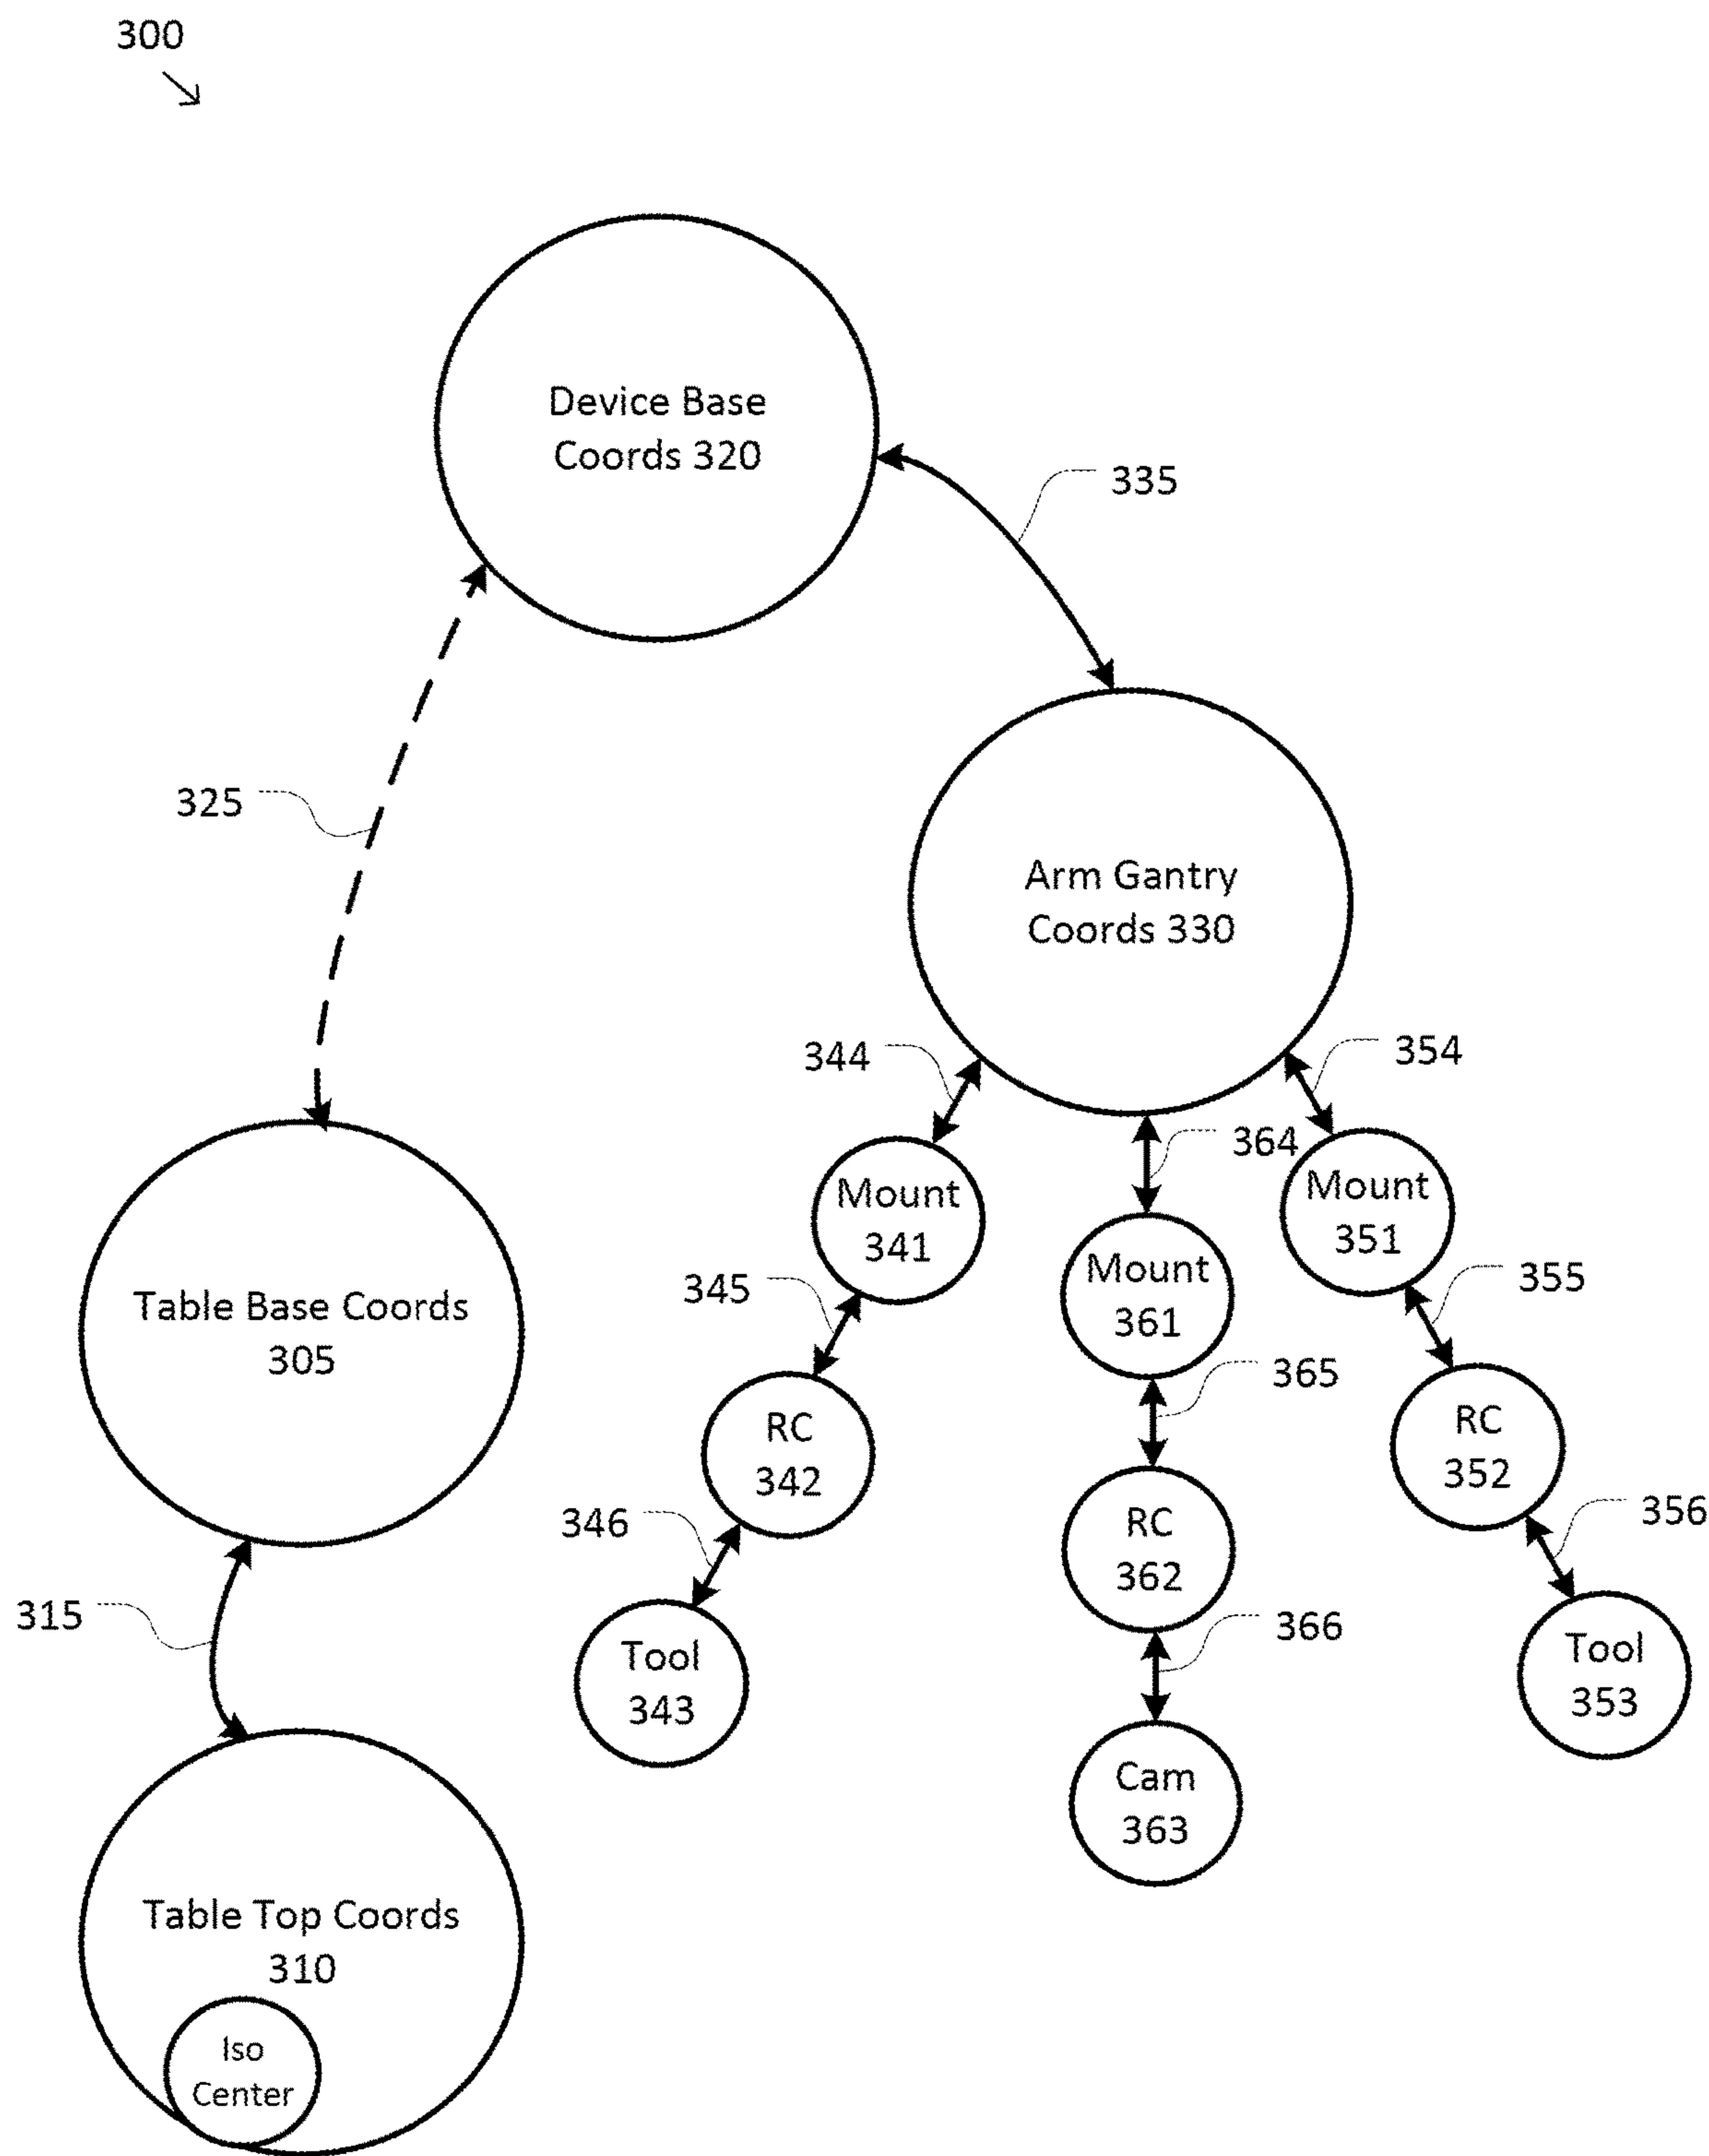 300
Device Base
Coords 320
335
325
Arm Gantry
Coords 330
344
354
364
Mount
341
Mount
361
Mount
351
345
355
Table Base Coords
305
365
RC
342
RC
352
346
356
RC
362
315
366
Tool
343
Tool
353
Cam
363
Table Top Coords
310
Iso
Center